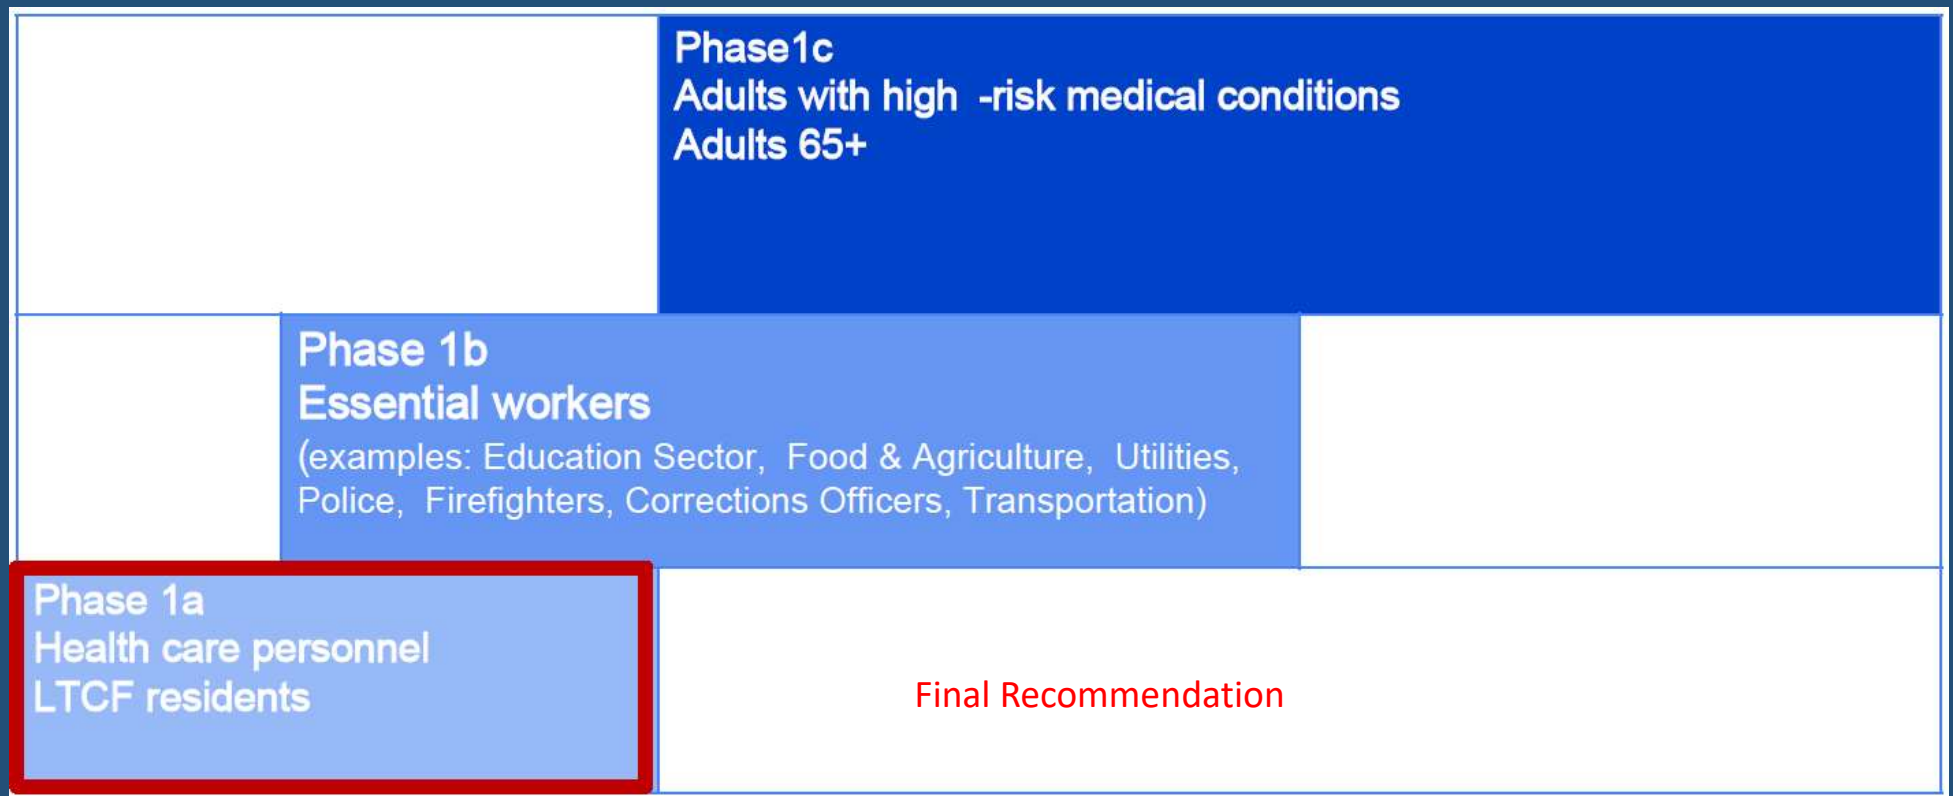 Phase1c
Adults with high -risk medical conditions
Adults 65+
Phase 1b
Essential workers
(examples: Education Sector, Food & Agriculture, Utilities,
Police, Firefighters, Corrections Officers, Transportation)
Phase 1a
Health care personnel
LTCF residents
Final Recommendation